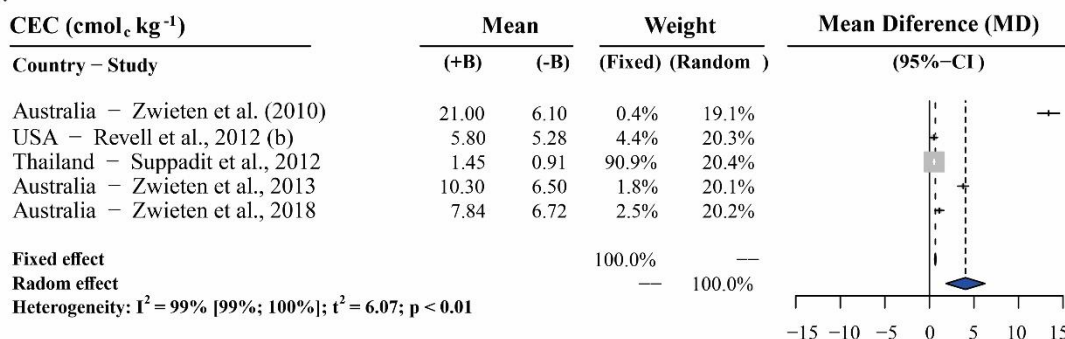 CEC (cmol_c kg⁻¹) Mean Weight Mean Diference (MD)
Country – Study (+B) (-B) (Fixed) (Random ) (95%−CI)
Australia – Zwieten et al. (2010) 21.00 6.10 0.4% 19.1%
USA – Revell et al., 2012 (b) 5.80 5.28 4.4% 20.3%
Thailand – Suppadit et al., 2012 1.45 0.91 90.9% 20.4%
Australia – Zwieten et al., 2013 10.30 6.50 1.8% 20.1%
Australia – Zwieten et al., 2018 7.84 6.72 2.5% 20.2%
Fixed effect 100.0% —
Radom effect — 100.0%
Heterogeneity: I² = 99% [99%; 100%]; t² = 6.07; p < 0.01
−15 −10 −5 0 5 10 15